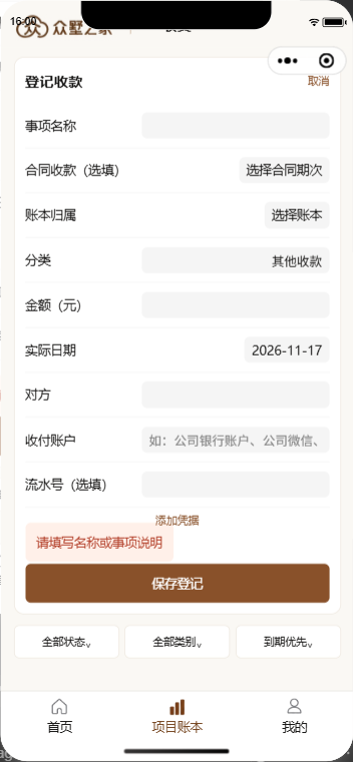 16:00
众墅之家
登记收款
取消
事项名称
合同收款（选填）
选择合同期次
账本归属
选择账本
分类
其他收款
金额（元）
实际日期
2026-11-17
对方
收付账户
如：公司银行账户、公司微信、
流水号（选填）
添加凭据
请填写名称或事项说明
保存登记
全部状态
全部类别
到期优先
首页
项目账本
我的